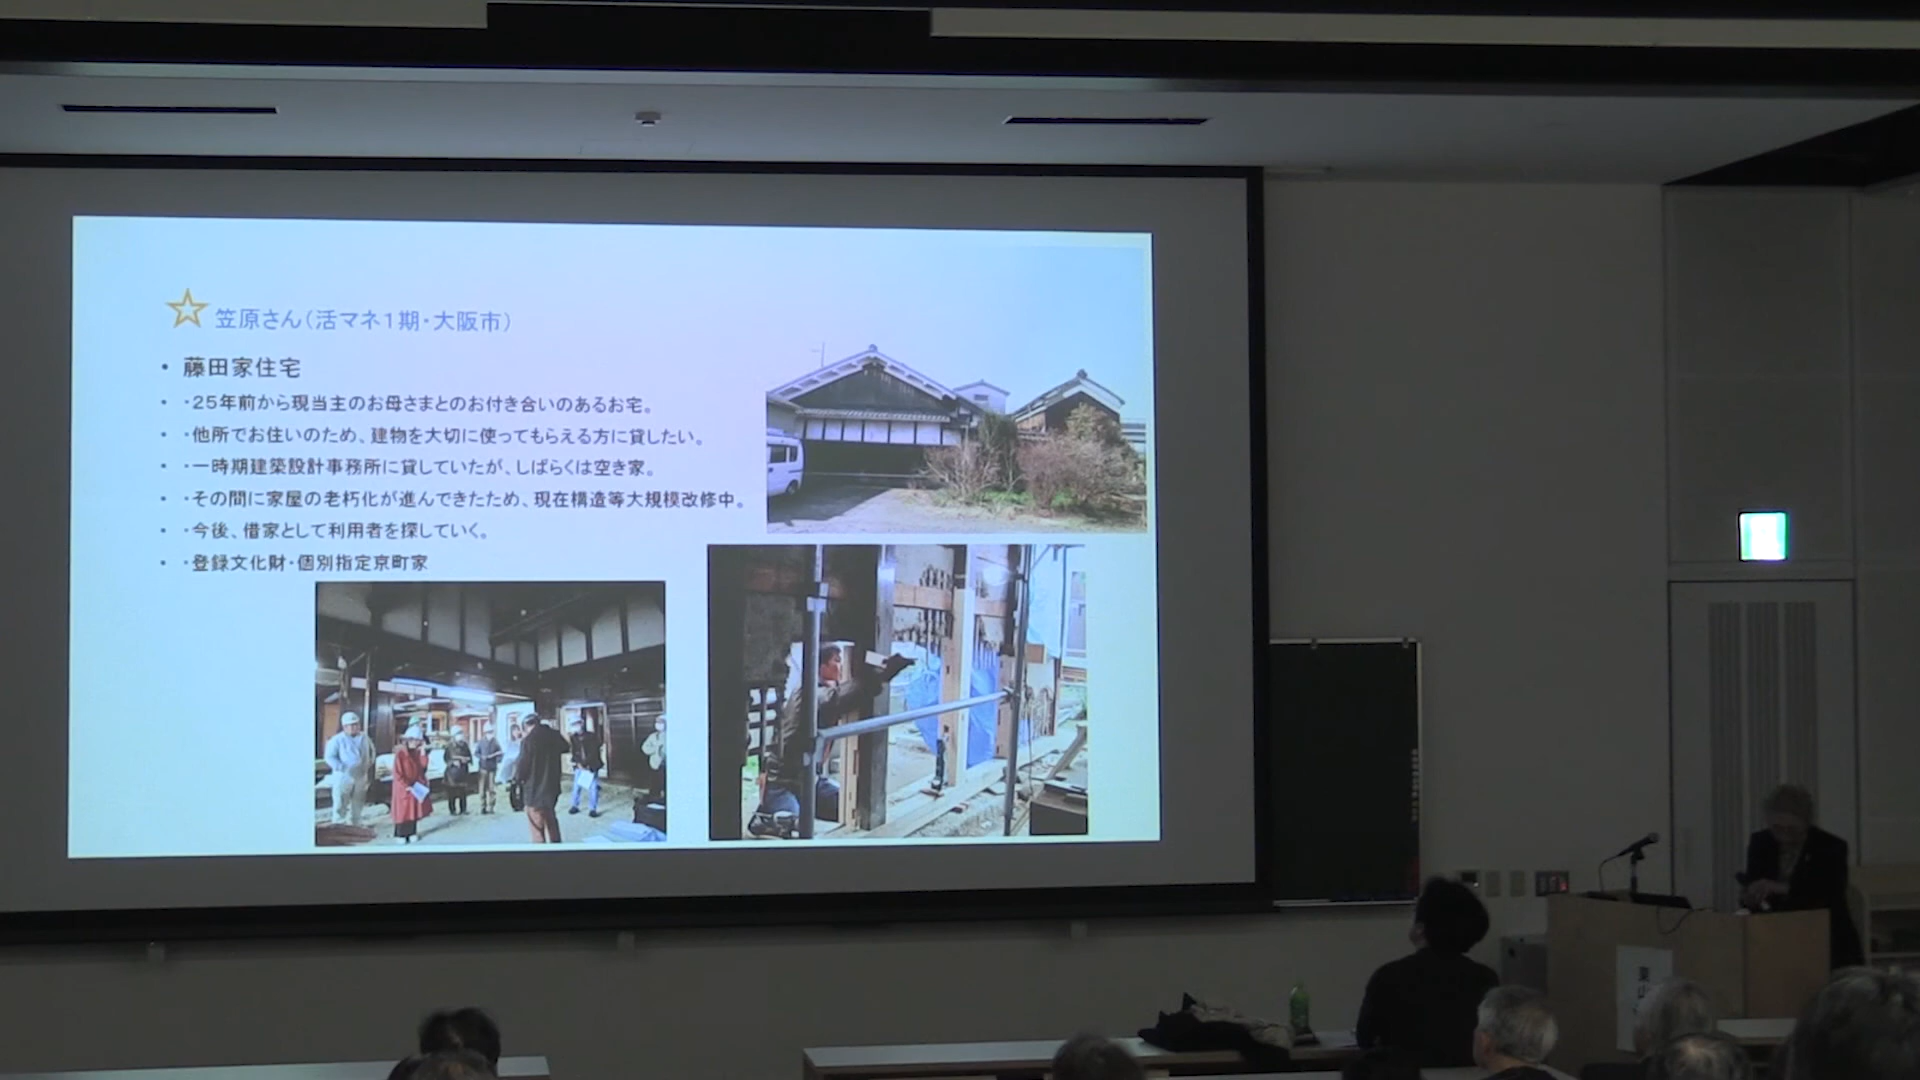 笠原さん（活マネ１期・大阪市）
• 藤田家住宅
• ・25年前から現当主のお母さまとのお付き合いのあるお宅。
• ・他所でお住いのため、建物を大切に使ってもらえる方に貸したい。
• ・一時期建築設計事務所に貸していたが、しばらくは空き家。
• ・その間に家屋の老朽化が進んできたため、現在構造等大規模改修中。
• ・今後、借家として利用者を探していく。
• ・登録文化財・個別指定京町家